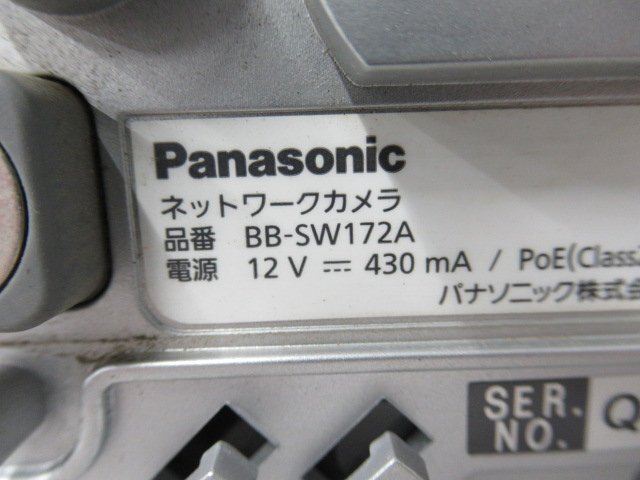 Panasonic
ネットワークカメラ
品番 BB-SW172A
電源 12 V ⎓ 430 mA / PoE(Class
パナソニック株式会
SER.
NO.
Q